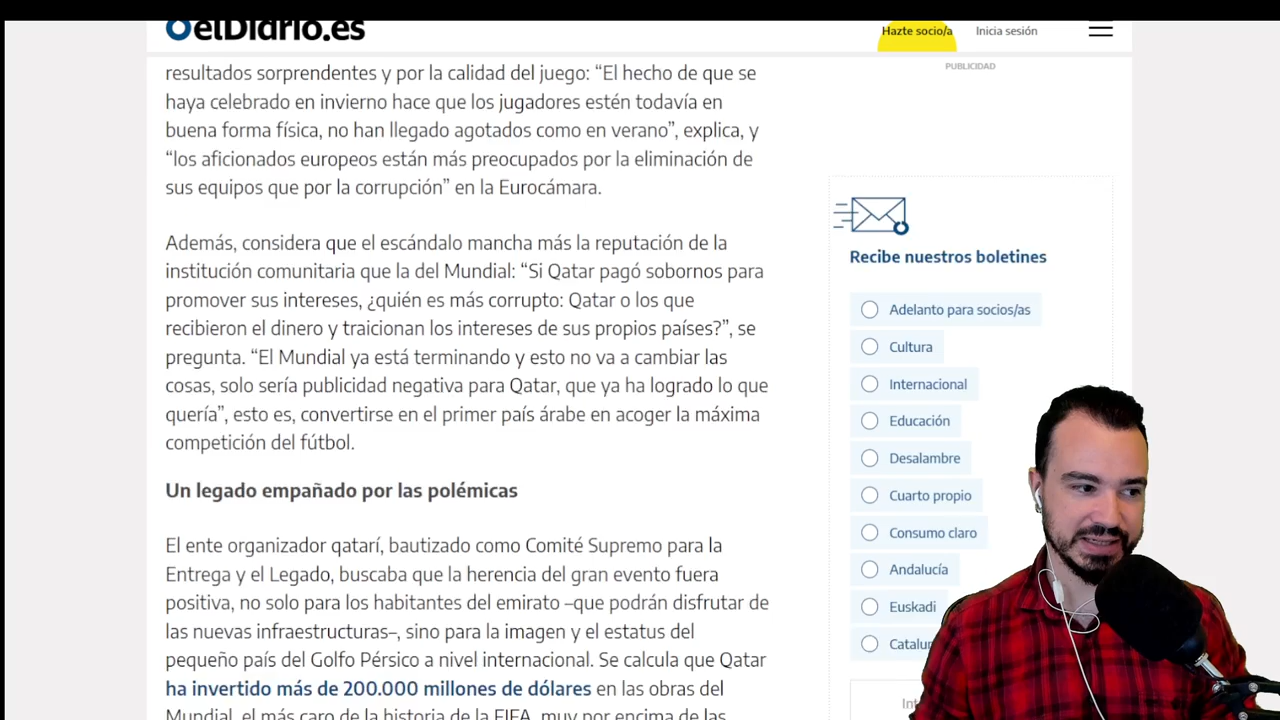 elDiario.es
Hazte socio/a
Inicia sesión
PUBLICIDAD
resultados sorprendentes y por la calidad del juego: “El hecho de que se
haya celebrado en invierno hace que los jugadores estén todavía en
buena forma física, no han llegado agotados como en verano”, explica, y
“los aficionados europeos están más preocupados por la eliminación de
sus equipos que por la corrupción” en la Eurocámara.
Además, considera que el escándalo mancha más la reputación de la
institución comunitaria que la del Mundial: “Si Qatar pagó sobornos para
promover sus intereses, ¿quién es más corrupto: Qatar o los que
recibieron el dinero y traicionan los intereses de sus propios países?”, se
pregunta. “El Mundial ya está terminando y esto no va a cambiar las
cosas, solo sería publicidad negativa para Qatar, que ya ha logrado lo que
quería”, esto es, convertirse en el primer país árabe en acoger la máxima
competición del fútbol.
Un legado empañado por las polémicas
El ente organizador qatarí, bautizado como Comité Supremo para la
Entrega y el Legado, buscaba que la herencia del gran evento fuera
positiva, no solo para los habitantes del emirato –que podrán disfrutar de
las nuevas infraestructuras–, sino para la imagen y el estatus del
pequeño país del Golfo Pérsico a nivel internacional. Se calcula que Qatar
ha invertido más de 200.000 millones de dólares en las obras del
Mundial, el más caro de la historia de la FIFA, muy por encima de las
Recibe nuestros boletines
Adelanto para socios/as
Cultura
Internacional
Educación
Desalambre
Cuarto propio
Consumo claro
Andalucía
Euskadi